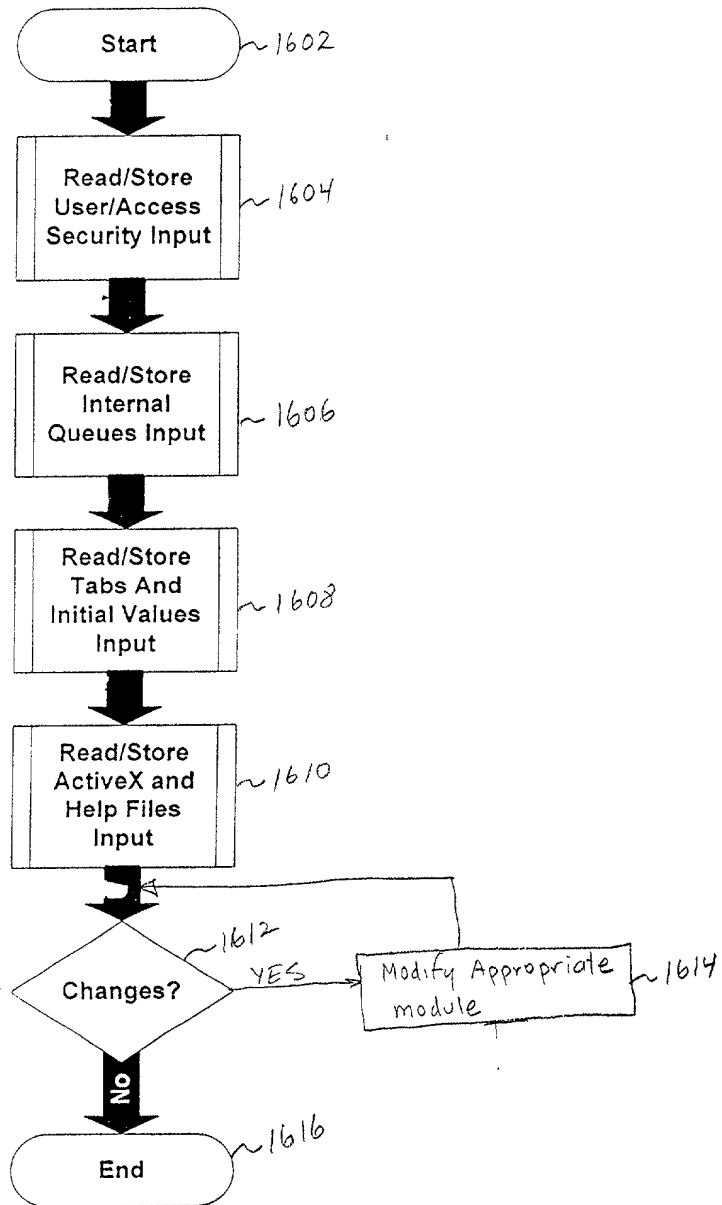 Start
1602
Read/Store
User/Access
Security Input
1604
Read/Store
Internal
Queues Input
1606
Read/Store
Tabs And
Initial Values
Input
1608
Read/Store
ActiveX and
Help Files
Input
1610
Changes?
1612
YES
Modify Appropriate
module
1614
No
End
1616